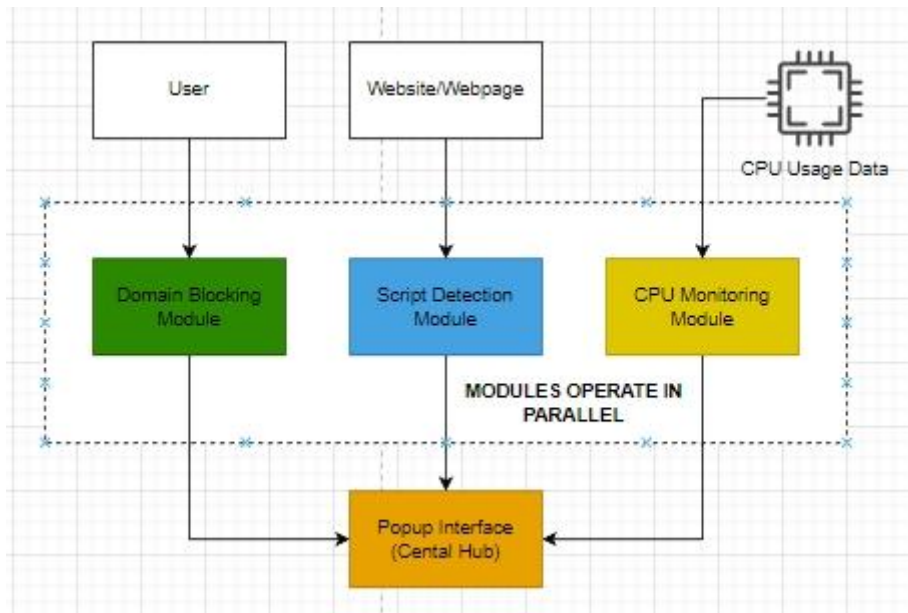 User
Website/Webpage
CPU Usage Data
Domain Blocking
Module
Script Detection
Module
CPU Monitoring
Module
MODULES OPERATE IN
PARALLEL
Popup Interface
(Cental Hub)